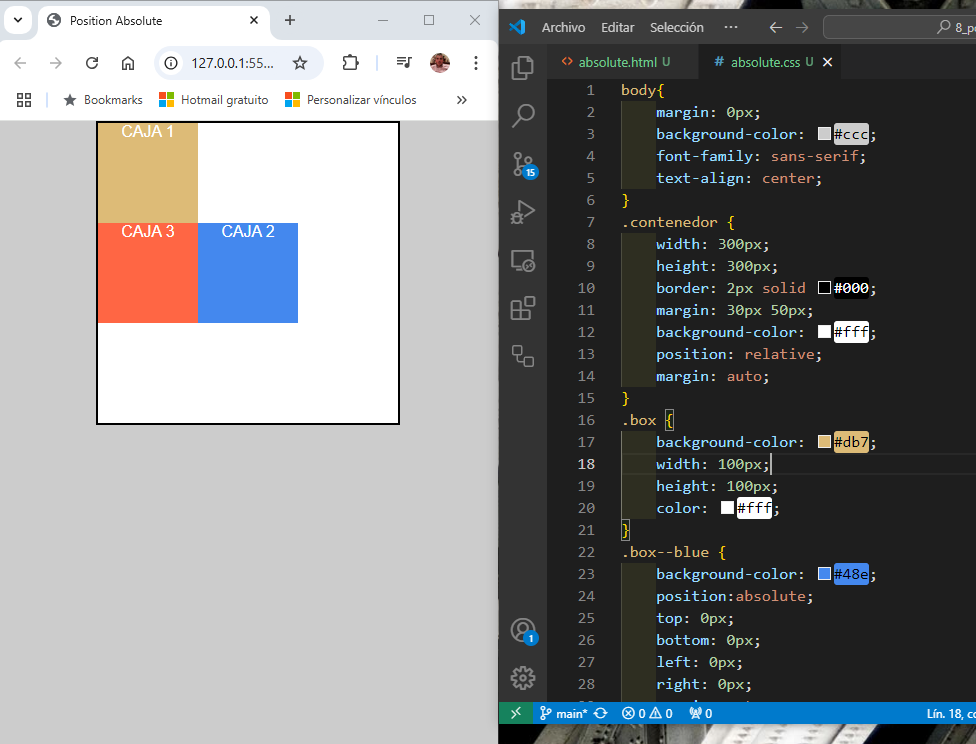 Position Absolute
127.0.0.1:55...
Bookmarks
Hotmail gratuito
Personalizar vínculos
CAJA 1
CAJA 3
CAJA 2
Archivo
Editar
Selección
8_po
absolute.html U
# absolute.css U
1 body{
2 margin: 0px;
3 background-color: #ccc;
4 font-family: sans-serif;
5 text-align: center;
6 }
7 .contenedor {
8 width: 300px;
9 height: 300px;
10 border: 2px solid #000;
11 margin: 30px 50px;
12 background-color: #fff;
13 position: relative;
14 margin: auto;
15 }
16 .box {
17 background-color: #db7;
18 width: 100px;
19 height: 100px;
20 color: #fff;
21 }
22 .box--blue {
23 background-color: #48e;
24 position:absolute;
25 top: 0px;
26 bottom: 0px;
27 left: 0px;
28 right: 0px;
15
1
main*
0
0
0
Lín. 18, co